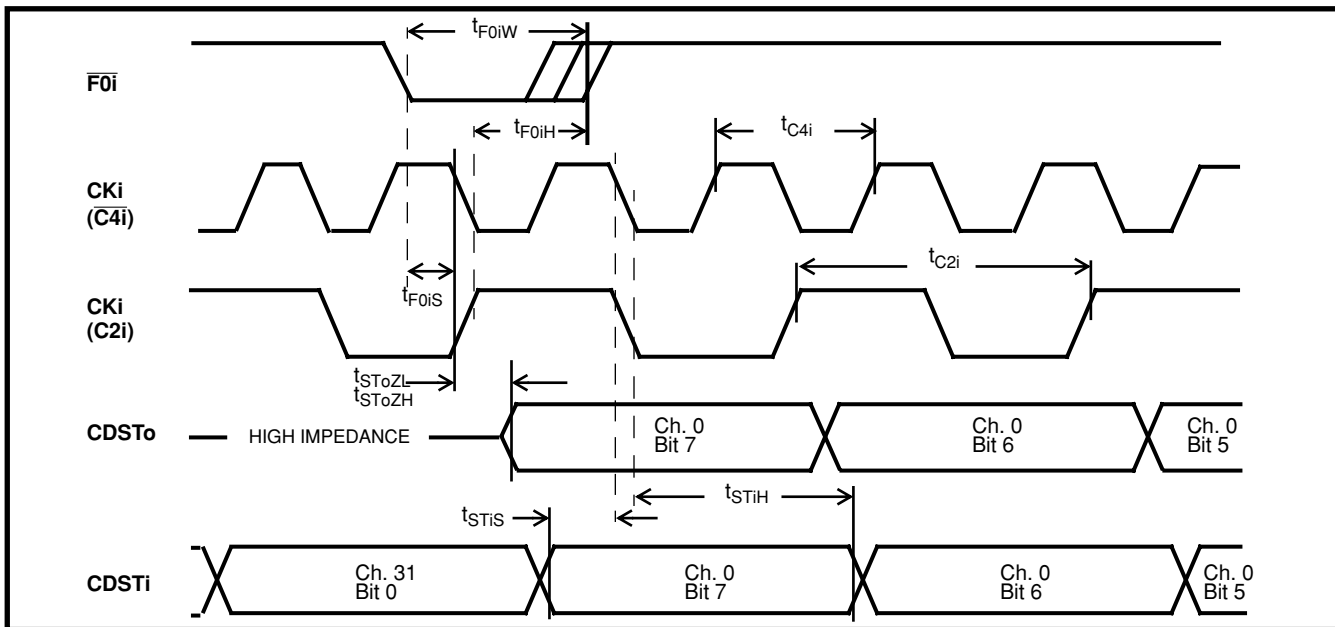 tF0iW
F0i
tF0iH
tC4i
CKi
(C4i)
tC2i
tF0iS
CKi
(C2i)
tSToZL
tSToZH
CDSTo
HIGH IMPEDANCE
Ch. 0
Bit 7
Ch. 0
Bit 6
Ch. 0
Bit 5
tSTiH
tSTiS
CDSTi
Ch. 31
Bit 0
Ch. 0
Bit 7
Ch. 0
Bit 6
Ch. 0
Bit 5